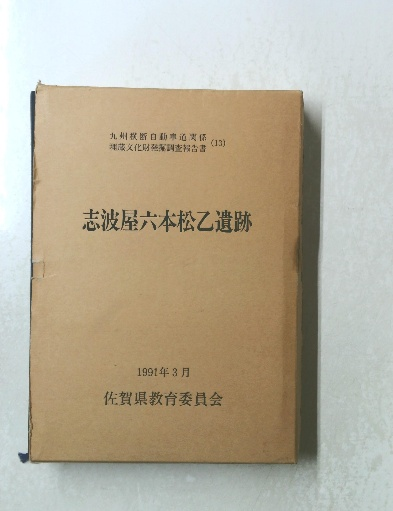 九州横断自動車道関係
埋蔵文化財発掘調査報告書 (13)
志波屋六本松乙遺跡
1991年3月
佐賀県教育委員会